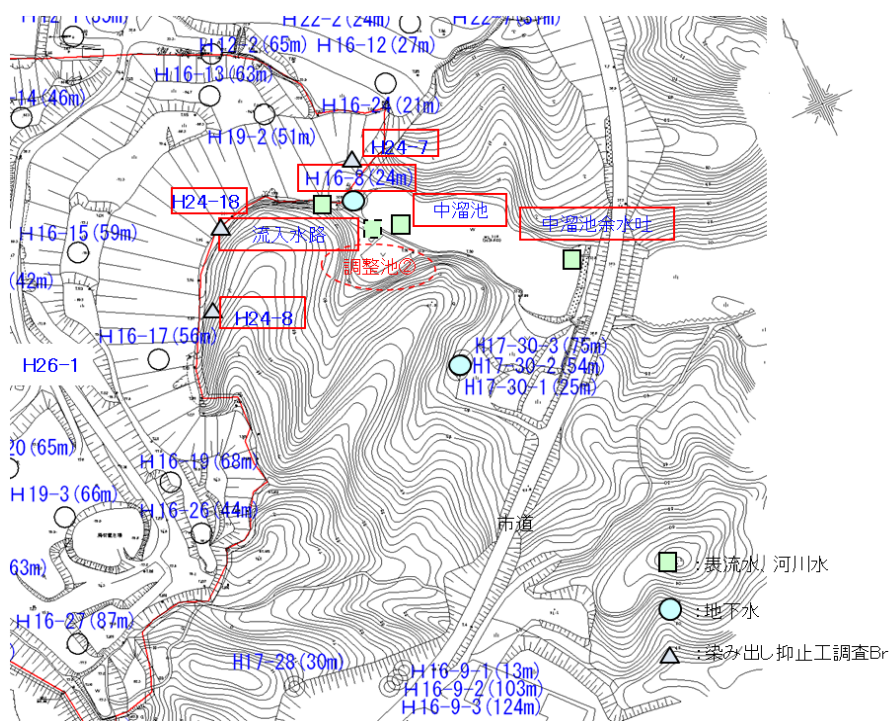 H22-2(24m)
H12-2(65m)
H16-12(27m)
H16-13(63m)
14(46m)
H16-24(21m)
H19-2(51m)
H24-7
H16-8(24m)
H24-18
中溜池
中溜池余水吐
流入水路
H16-15(59m)
調整池②
(42m)
H24-8
H16-17(56m)
H17-30-3(75m)
H26-1
H17-30-2(54m)
H17-30-1(25m)
20(65m)
H16-19(68m)
H19-3(66m)
H16-26(44m)
市道
63m)
:表流水、河川水
:地下水
H16-27(87m)
:染み出し抑止工調査Br
H17-28(30m)
H16-9-1(13m)
H16-9-2(103m)
H16-9-3(124m)